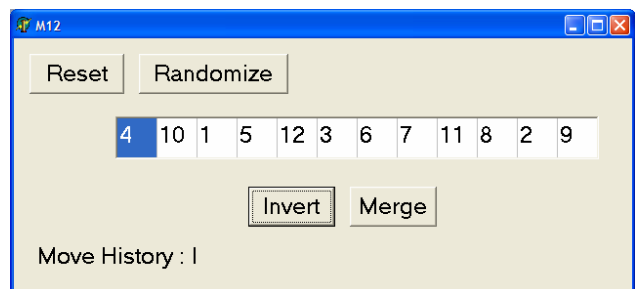 M12
Reset Randomize
4 10 1 5 12 3 6 7 11 8 2 9
Invert Merge
Move History : I